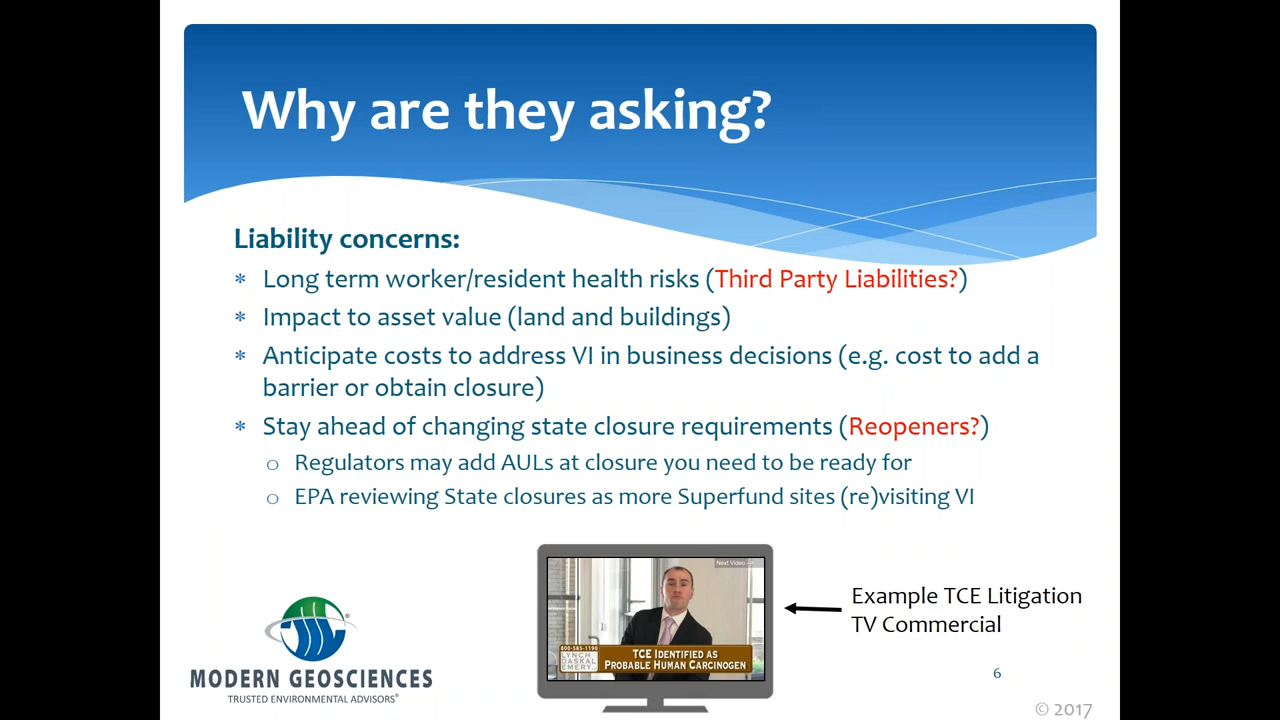 Why are they asking?
Liability concerns:
* Long term worker/resident health risks (Third Party Liabilities?)
* Impact to asset value (land and buildings)
* Anticipate costs to address VI in business decisions (e.g. cost to add a
barrier or obtain closure)
* Stay ahead of changing state closure requirements (Reopeners?)
o Regulators may add AULs at closure you need to be ready for
o EPA reviewing State closures as more Superfund sites (re)visiting VI
Next Video
800-585-1190
LYNCH
DASKAL
EMERY
TCE IDENTIFIED AS
PROBABLE HUMAN CARCINOGEN
Example TCE Litigation
TV Commercial
MODERN GEOSCIENCES
TRUSTED ENVIRONMENTAL ADVISORS®
6
© 2017